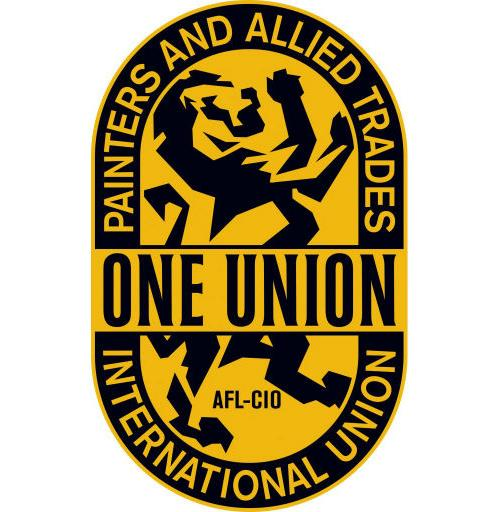 PAINTERS AND ALLIED TRADES
ONE UNION
AFL-CIO
INTERNATIONAL UNION